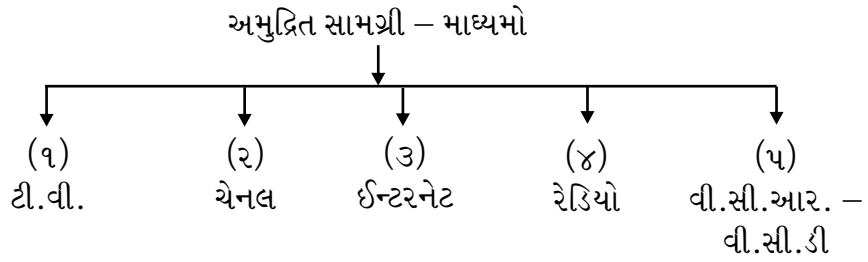 અમુદ્રિત સામગ્રી – માધ્યમો
(૧) (૨) (૩) (૪) (૫)
ટી.વી. ચેનલ ઈન્ટરનેટ રેડિયો વી.સી.આર. –
વી.સી.ડી